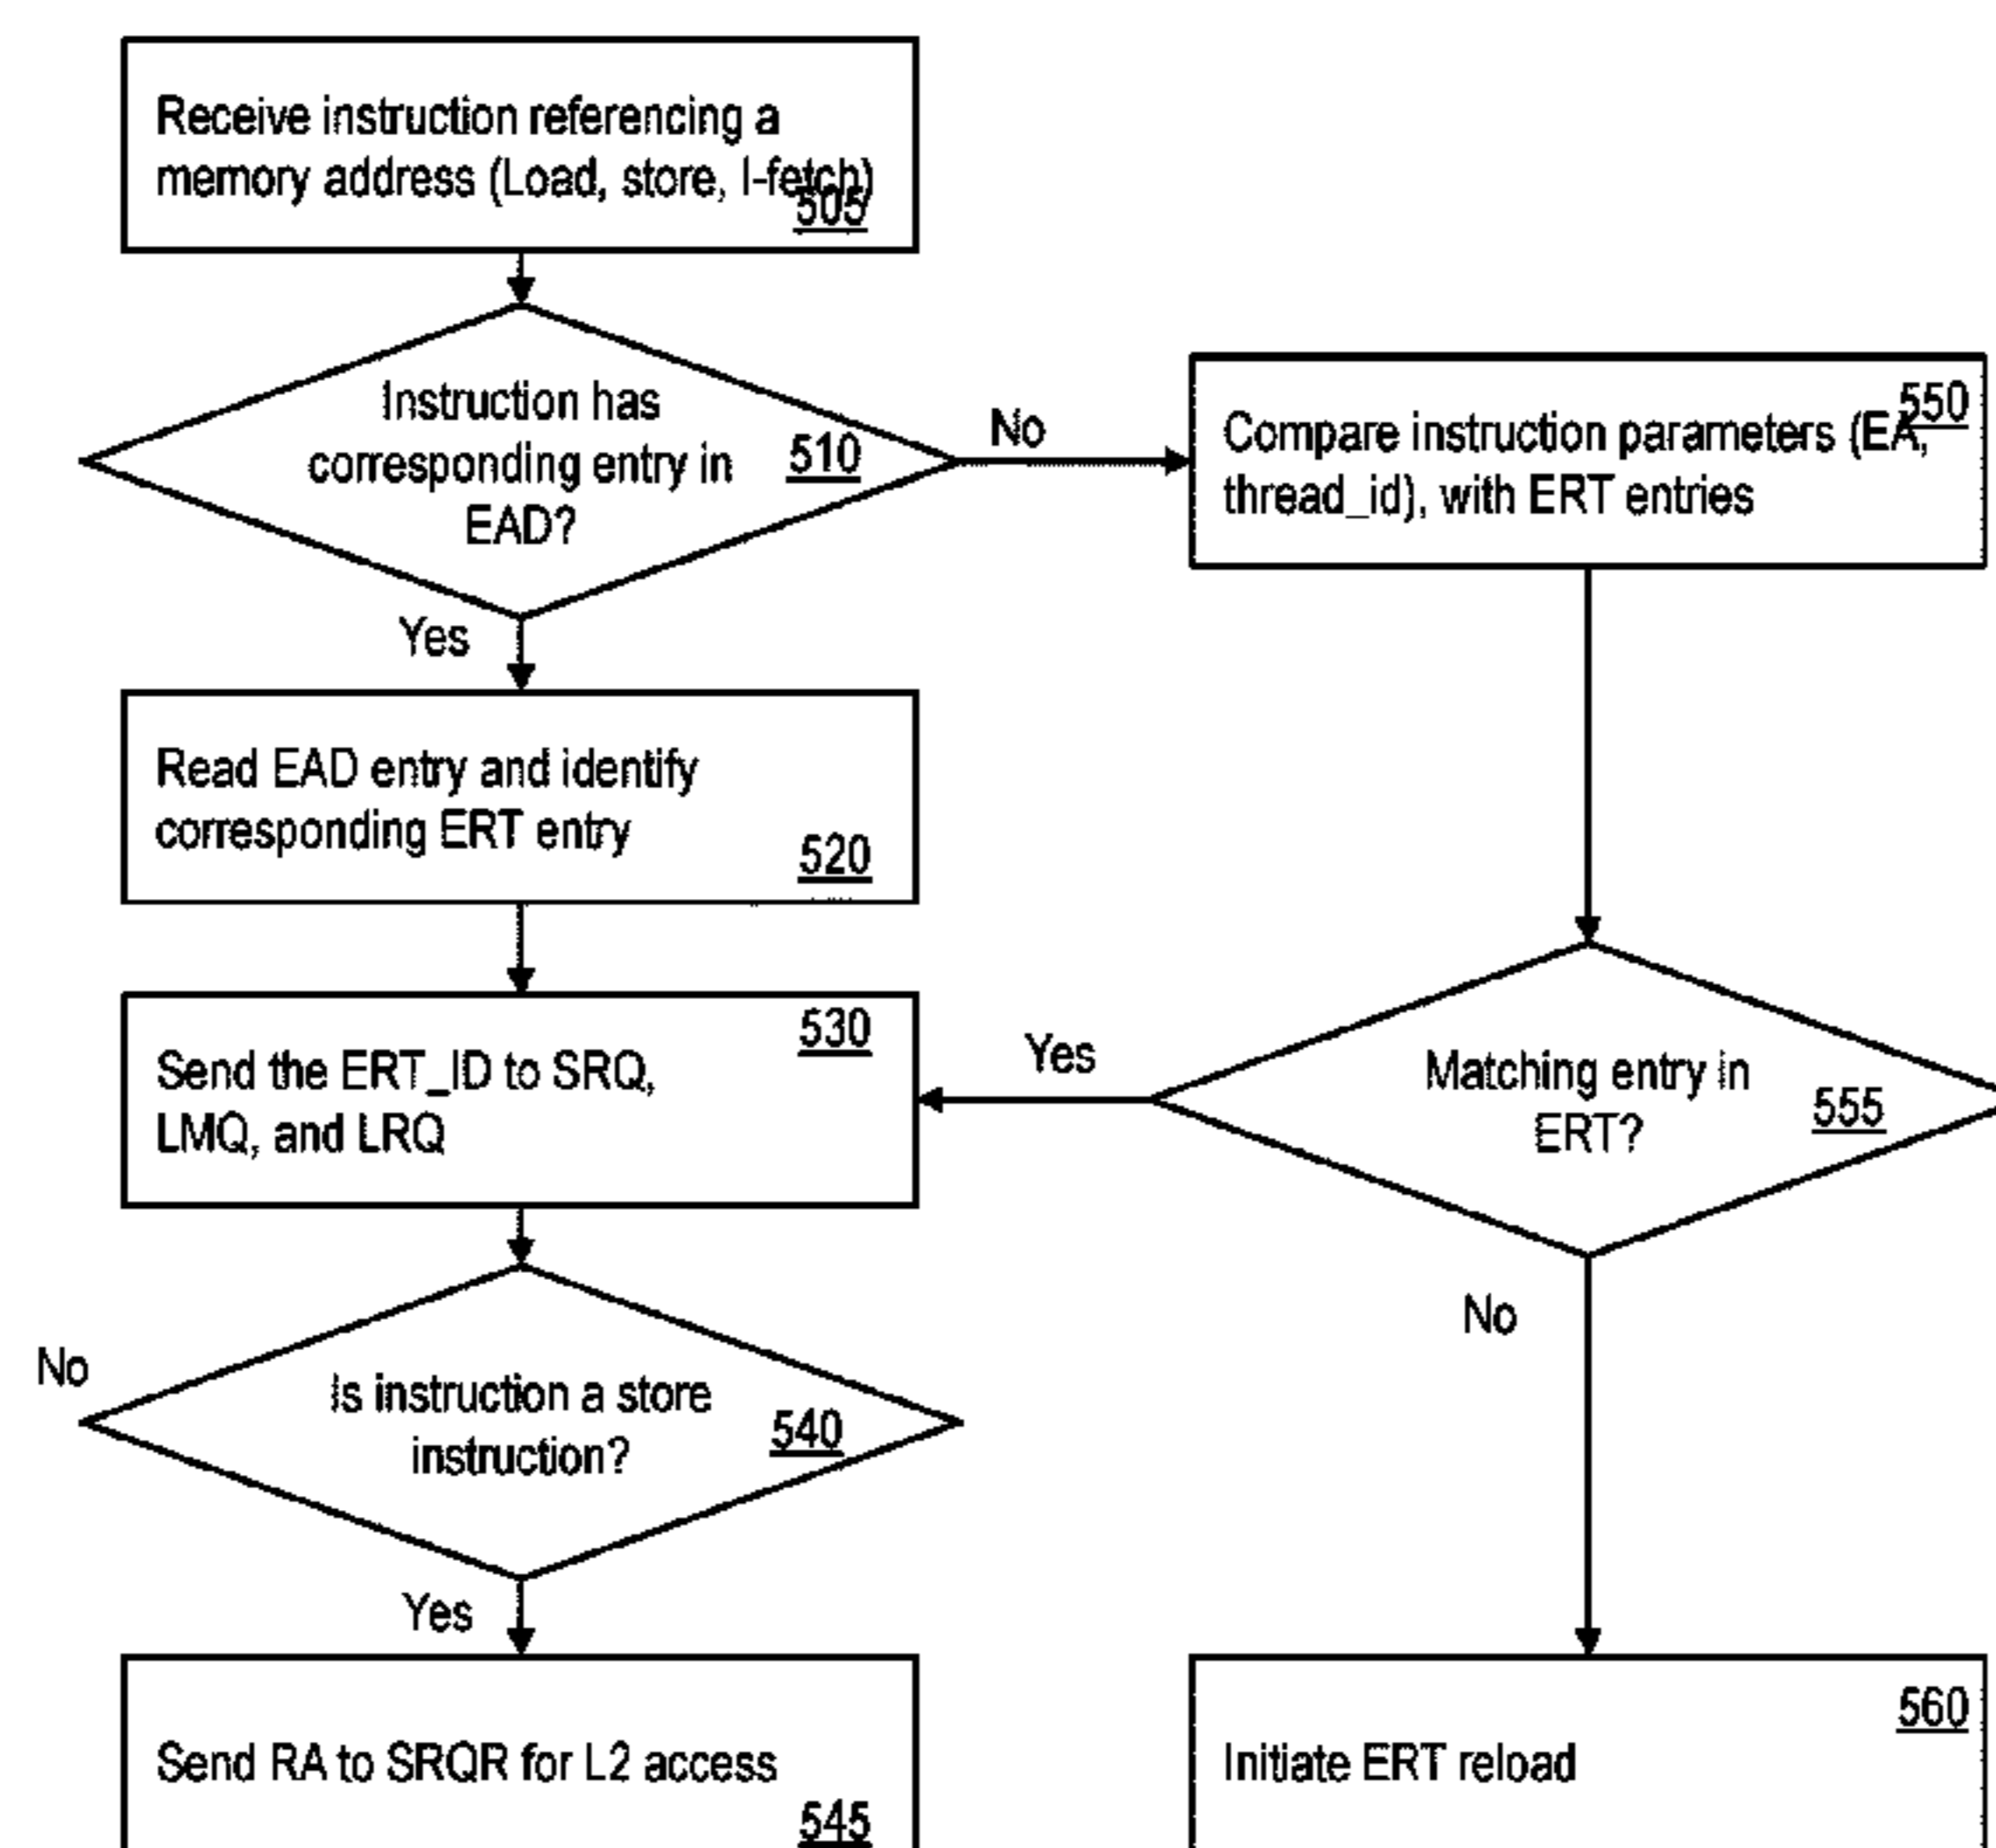 Receive instruction referencing a
memory address (Load, store, I-fetch)
505
Instruction has
corresponding entry in
EAD?
510
No
550
Compare instruction parameters (EA,
thread_id), with ERT entries
Yes
Read EAD entry and identify
corresponding ERT entry
520
530
Send the ERT_ID to SRQ,
LMQ, and LRQ
Yes
Matching entry in
ERT?
555
No
No
Is instruction a store
instruction?
540
Yes
Send RA to SRQR for L2 access
545
560
Initiate ERT reload